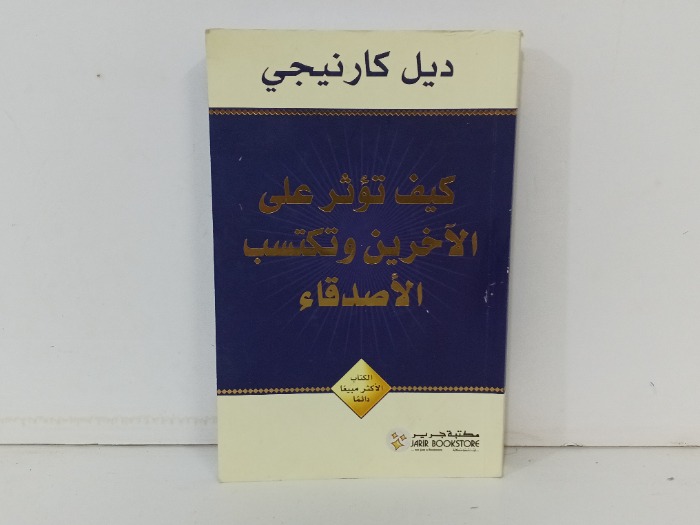 ديل كارنيجي
كيف تؤثر على
الآخرين وتكتسب
الأصدقاء
الكتاب
الأكثر مبيعا
دائما
مكتبة جرير
JARIR BOOKSTORE